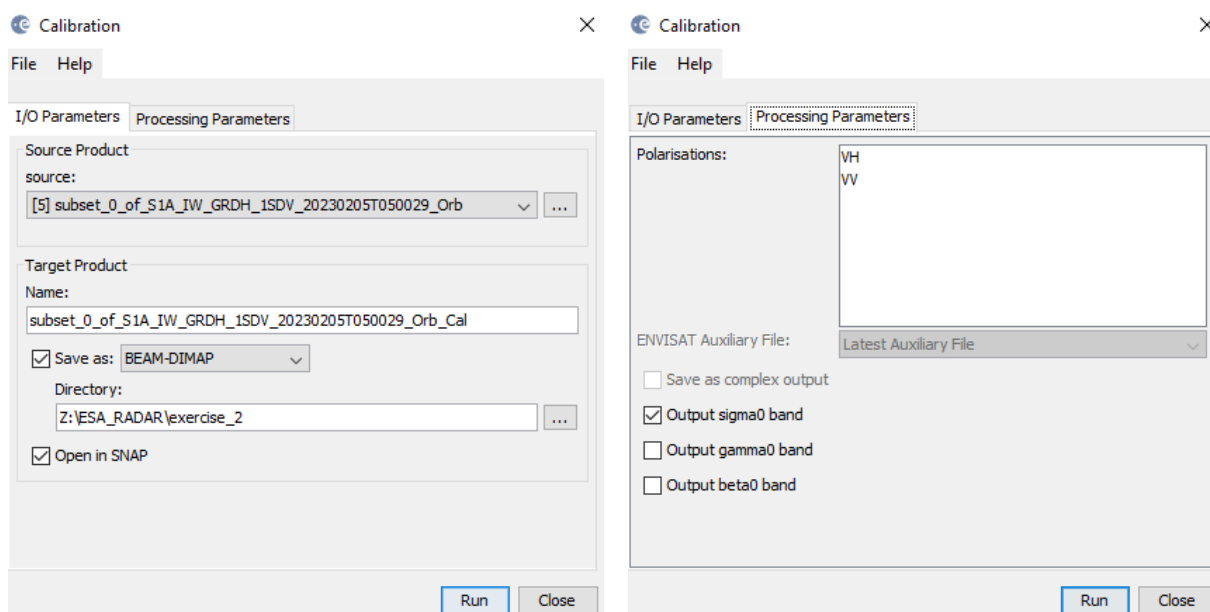 Calibration
File Help
I/O Parameters Processing Parameters
Source Product
source:
[5] subset_0_of_S1A_IW_GRDH_1SDV_20230205T050029_Orb ...
Target Product
Name:
subset_0_of_S1A_IW_GRDH_1SDV_20230205T050029_Orb_Cal
Save as: BEAM-DIMAP
Directory:
Z:\ESA_RADAR\exercise_2 ...
Open in SNAP
Run Close
Calibration
File Help
I/O Parameters Processing Parameters
Polarisations: VH
VV
ENVISAT Auxiliary File: Latest Auxiliary File
Save as complex output
Output sigma0 band
Output gamma0 band
Output beta0 band
Run Close